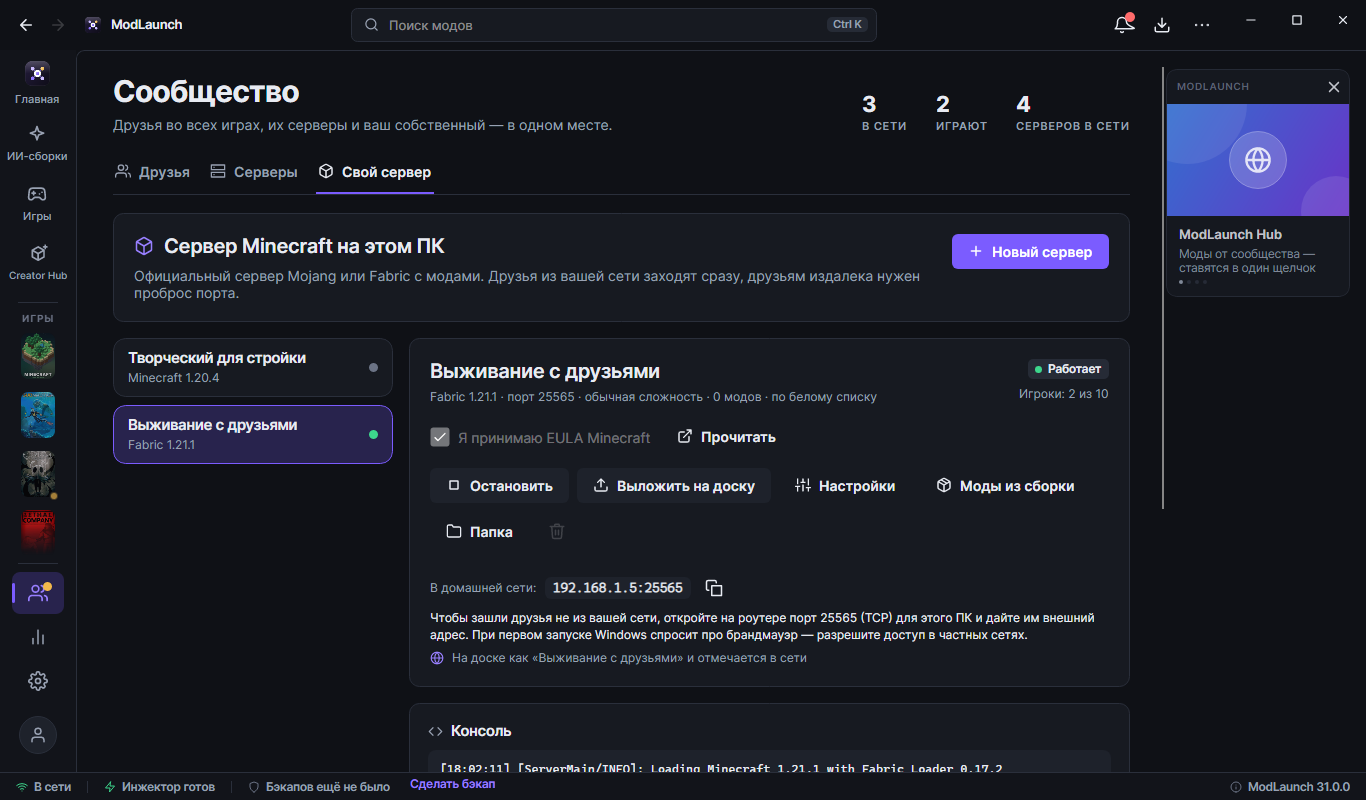 ModLaunch
Поиск модов
Ctrl K
Главная
ИИ-сборки
Игры
Creator Hub
ИГРЫ
MINECRAFT
LETHAL COMPANY
Сообщество
Друзья во всех играх, их серверы и ваш собственный — в одном месте.
3
В СЕТИ
2
ИГРАЮТ
4
СЕРВЕРОВ В СЕТИ
Друзья
Серверы
Свой сервер
Сервер Minecraft на этом ПК
Официальный сервер Mojang или Fabric с модами. Друзья из вашей сети заходят сразу, друзьям издалека нужен
проброс порта.
Новый сервер
Творческий для стройки
Minecraft 1.20.4
Выживание с друзьями
Fabric 1.21.1
Выживание с друзьями
Работает
Fabric 1.21.1 · порт 25565 · обычная сложность · 0 модов · по белому списку
Игроки: 2 из 10
Я принимаю EULA Minecraft
Прочитать
Остановить
Выложить на доску
Настройки
Моды из сборки
Папка
В домашней сети:
192.168.1.5:25565
Чтобы зашли друзья не из вашей сети, откройте на роутере порт 25565 (TCP) для этого ПК и дайте им внешний
адрес. При первом запуске Windows спросит про брандмауэр — разрешите доступ в частных сетях.
На доске как «Выживание с друзьями» и отмечается в сети
Консоль
[18:02:11] [ServerMain/INFO]: Loading Minecraft 1.21.1 with Fabric Loader 0.17.2
MODLAUNCH
ModLaunch Hub
Моды от сообщества —
ставятся в один щелчок
В сети
Инжектор готов
Бэкапов ещё не было
Сделать бэкап
ModLaunch 31.0.0